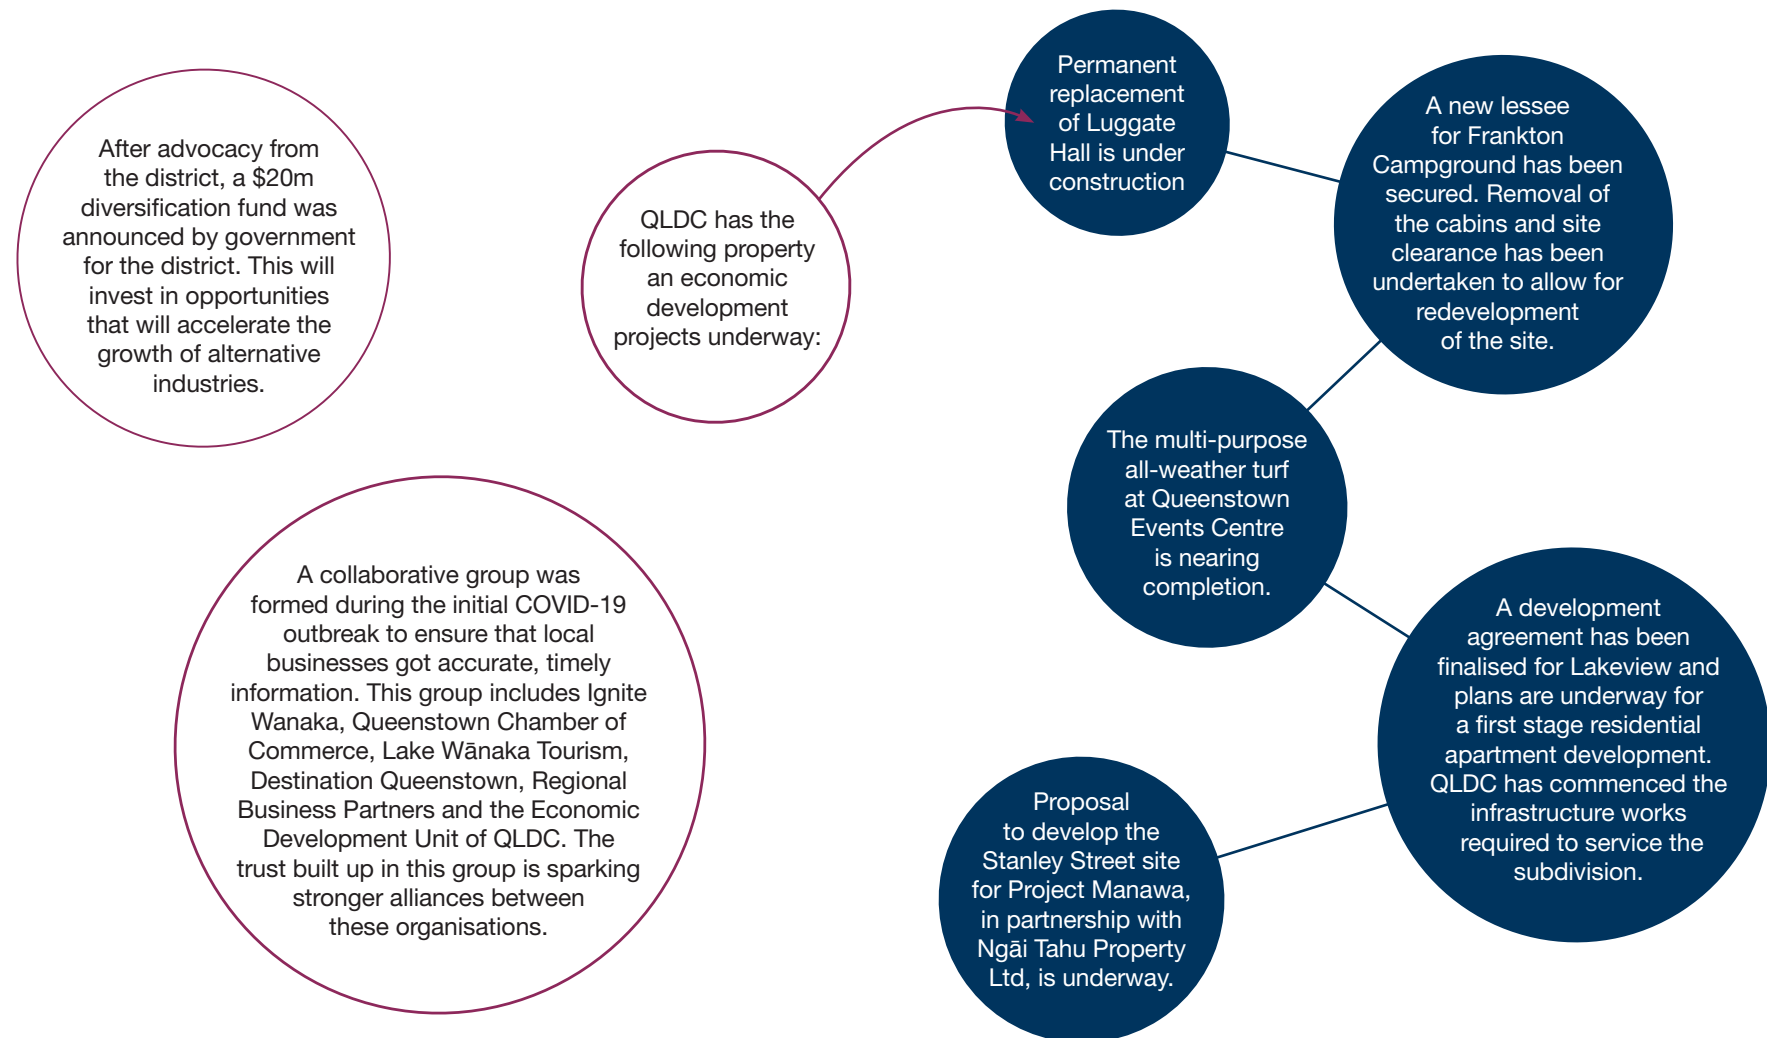 After advocacy from
the district, a $20m
diversification fund was
announced by government
for the district. This will
invest in opportunities
that will accelerate the
growth of alternative
industries.
QLDC has the
following property
an economic
development
projects underway:
Permanent
replacement
of Luggate
Hall is under
construction
A new lessee
for Frankton
Campground has been
secured. Removal of
the cabins and site
clearance has been
undertaken to allow for
redevelopment
of the site.
The multi-purpose
all-weather turf
at Queenstown
Events Centre
is nearing
completion.
A development
agreement has been
finalised for Lakeview and
plans are underway for
a first stage residential
apartment development.
QLDC has commenced the
infrastructure works
required to service the
subdivision.
Proposal
to develop the
Stanley Street site
for Project Manawa,
in partnership with
Ngāi Tahu Property
Ltd, is underway.
A collaborative group was
formed during the initial COVID-19
outbreak to ensure that local
businesses got accurate, timely
information. This group includes Ignite
Wanaka, Queenstown Chamber of
Commerce, Lake Wānaka Tourism,
Destination Queenstown, Regional
Business Partners and the Economic
Development Unit of QLDC. The
trust built up in this group is sparking
stronger alliances between
these organisations.